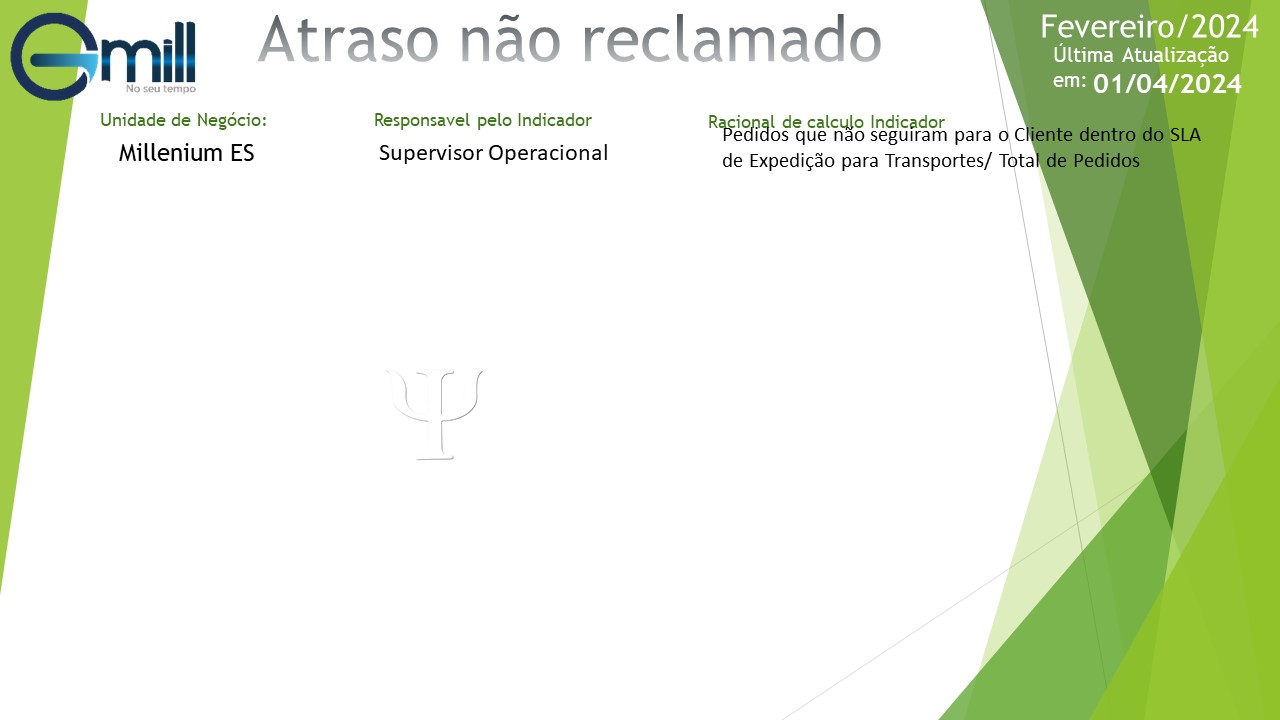 Gmill
No seu tempo
Atraso não reclamado
Fevereiro/2024
Última Atualização
em: 01/04/2024
Unidade de Negócio:
Millenium ES
Responsavel pelo Indicador
Supervisor Operacional
Racional de calculo Indicador
Pedidos que não seguiram para o Cliente dentro do SLA
de Expedição para Transportes/ Total de Pedidos
Ψ